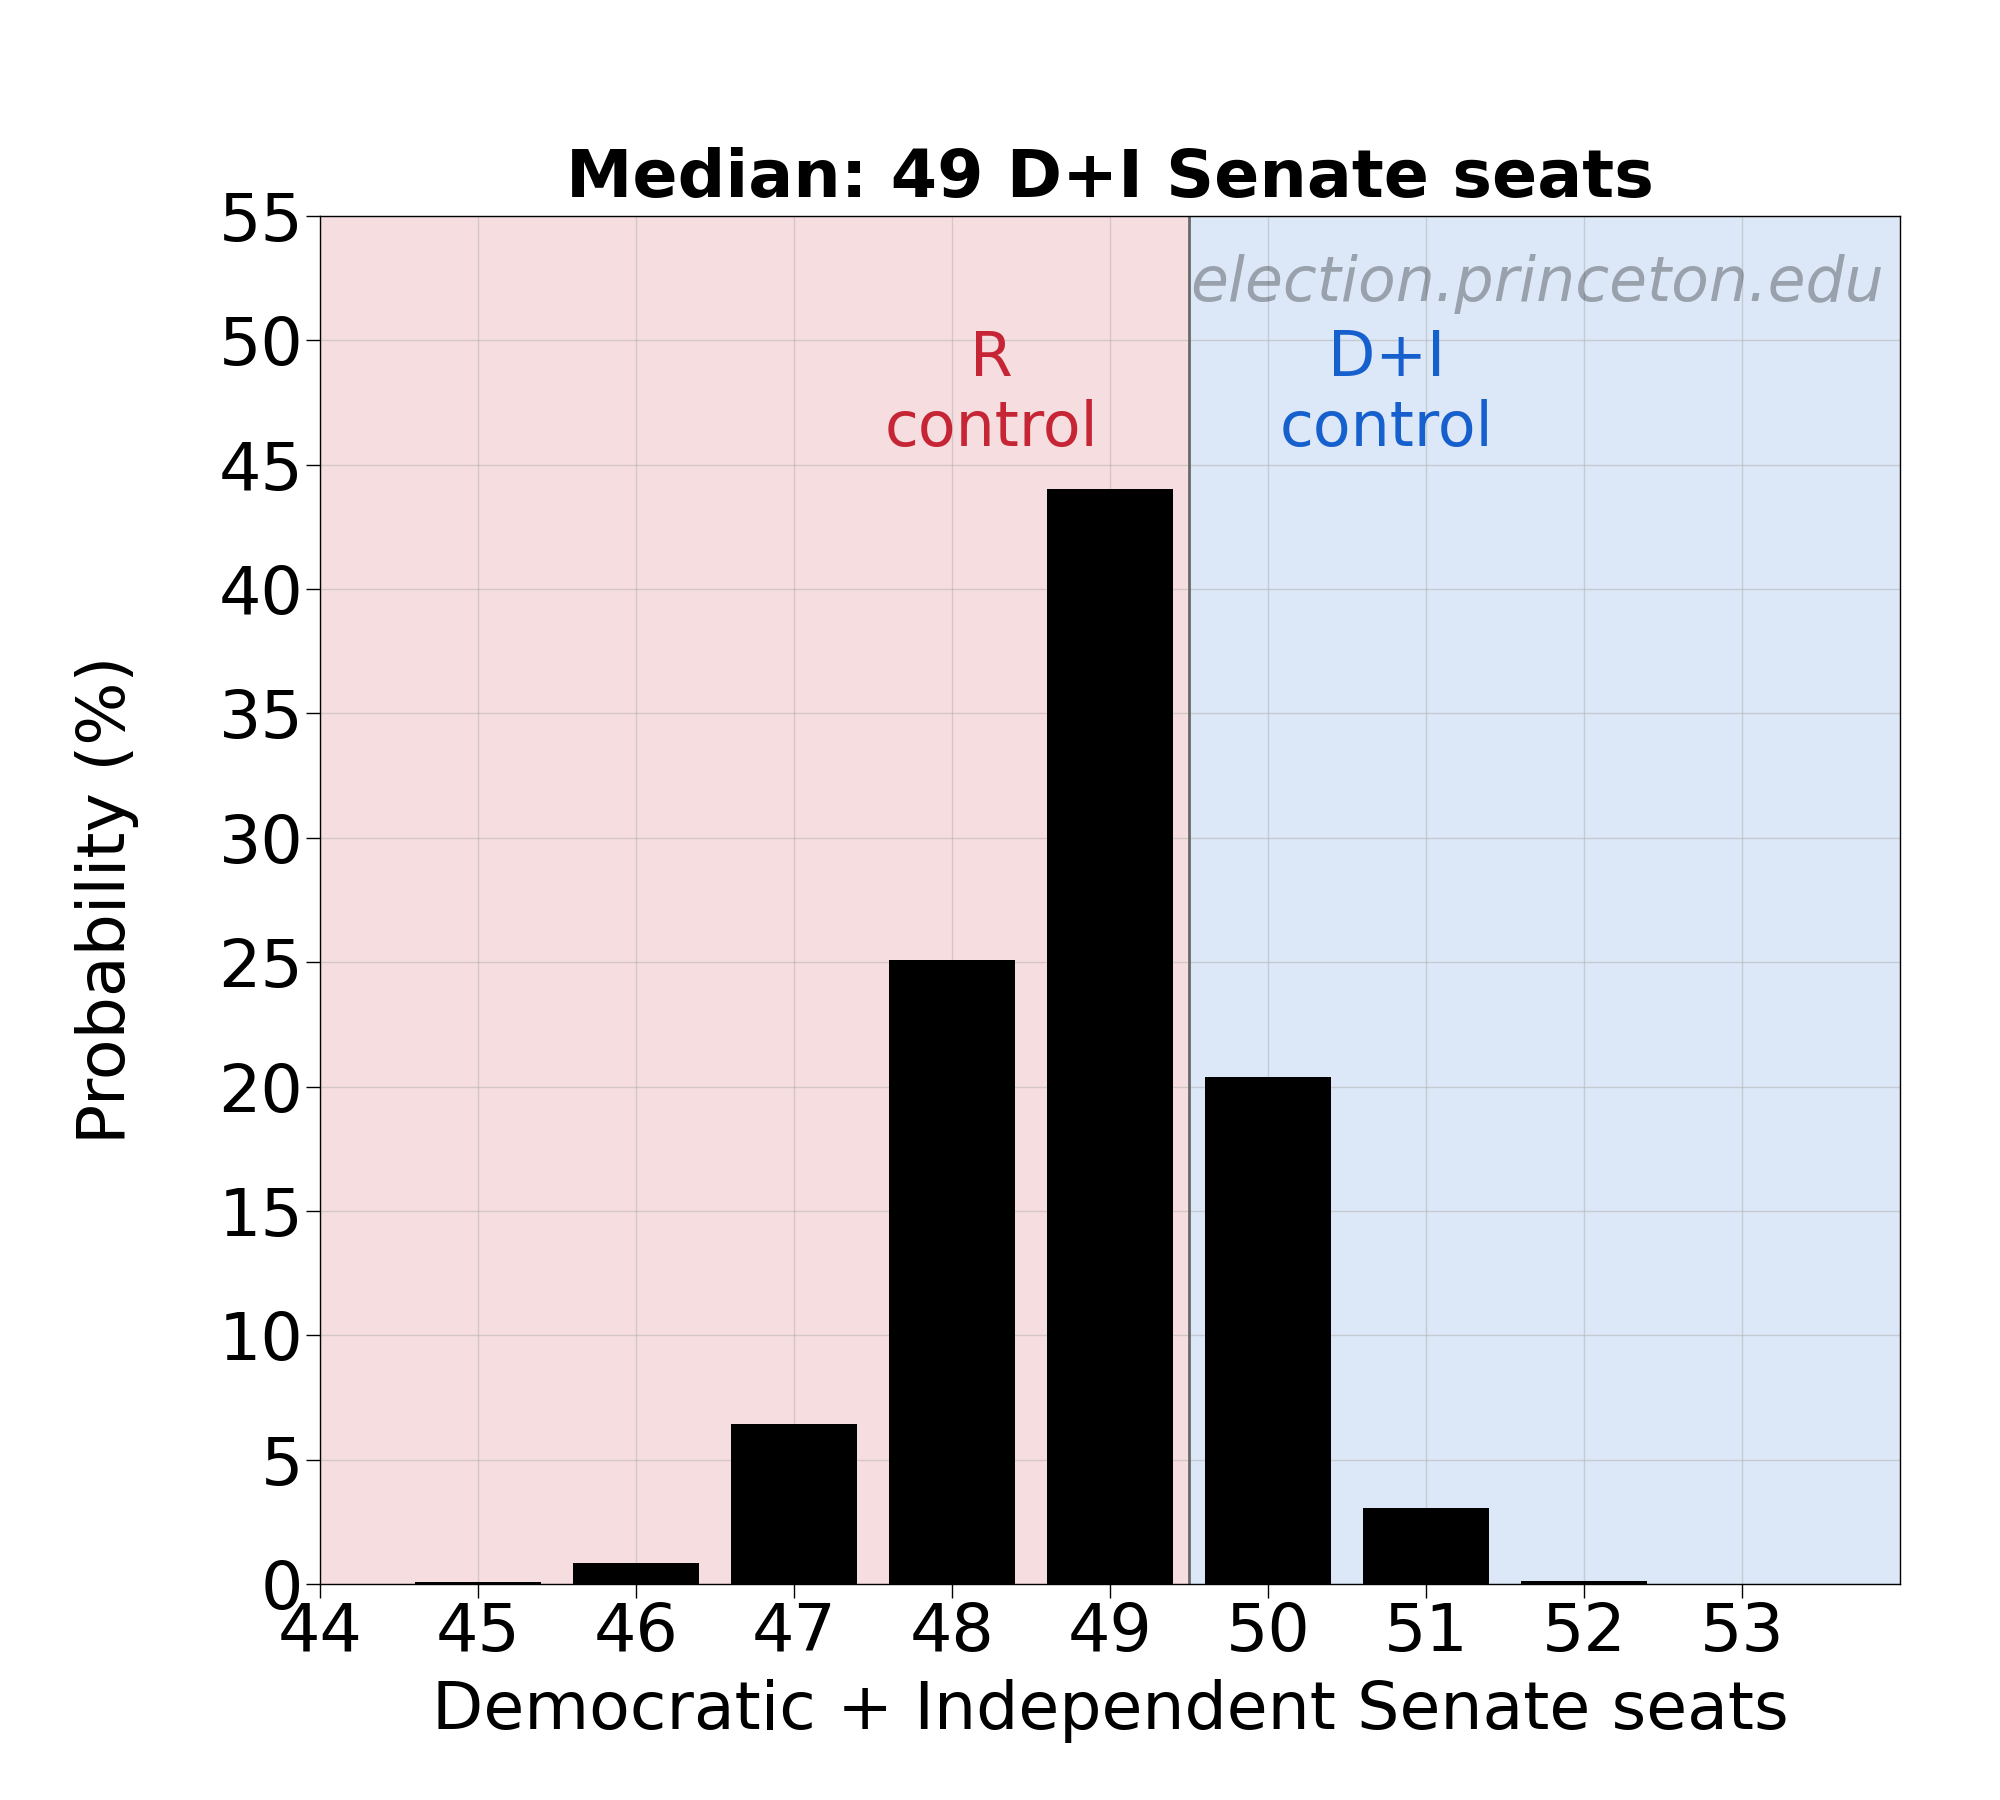 Median: 49 D+I Senate seats
55
50
45
40
35
30
25
20
15
10
5
0
election.princeton.edu
R
control
D+I
control
Probability (%)
44 45 46 47 48 49 50 51 52 53
Democratic + Independent Senate seats